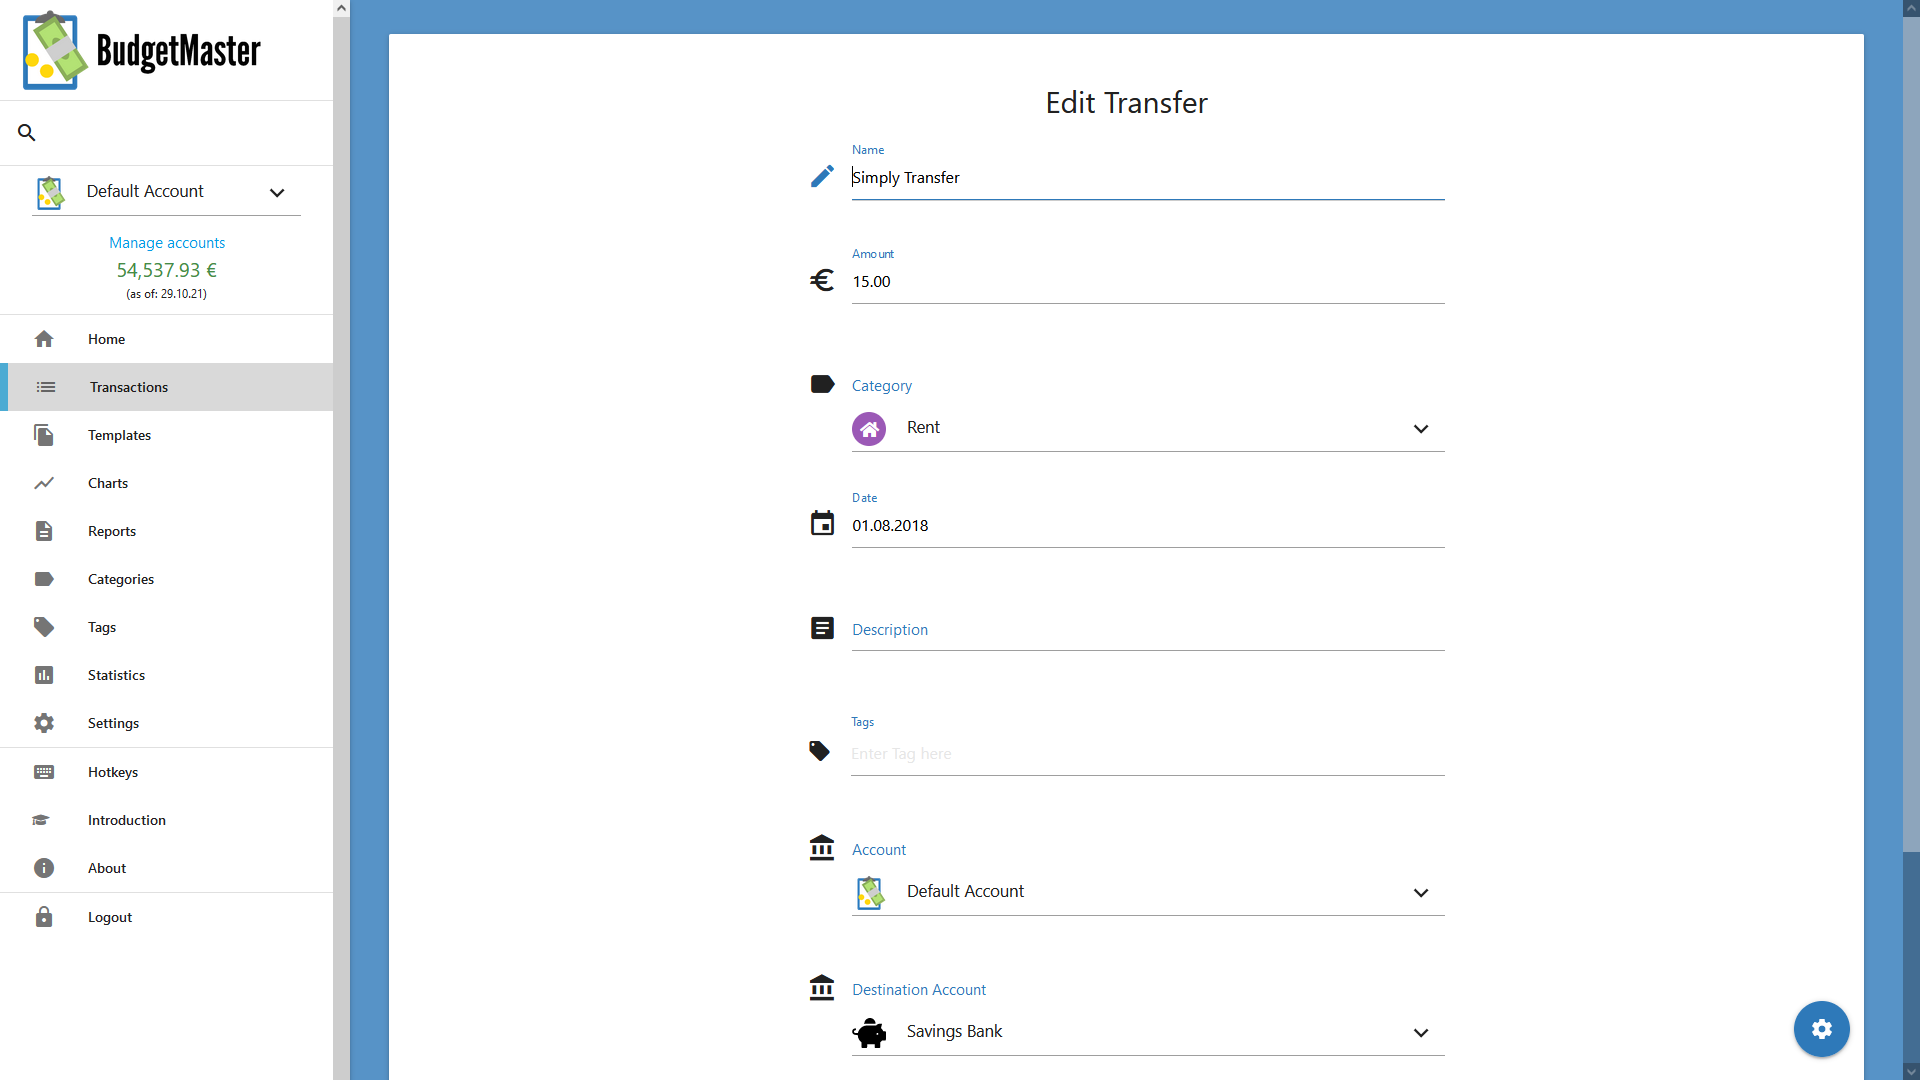 BudgetMaster
Default Account
Manage accounts
54,537.93 €
(as of: 29.10.21)
Home
Transactions
Templates
Charts
Reports
Categories
Tags
Statistics
Settings
Hotkeys
Introduction
About
Logout
Edit Transfer
Name
Simply Transfer
Amount
15.00
Category
Rent
Date
01.08.2018
Description
Tags
Enter Tag here
Account
Default Account
Destination Account
Savings Bank